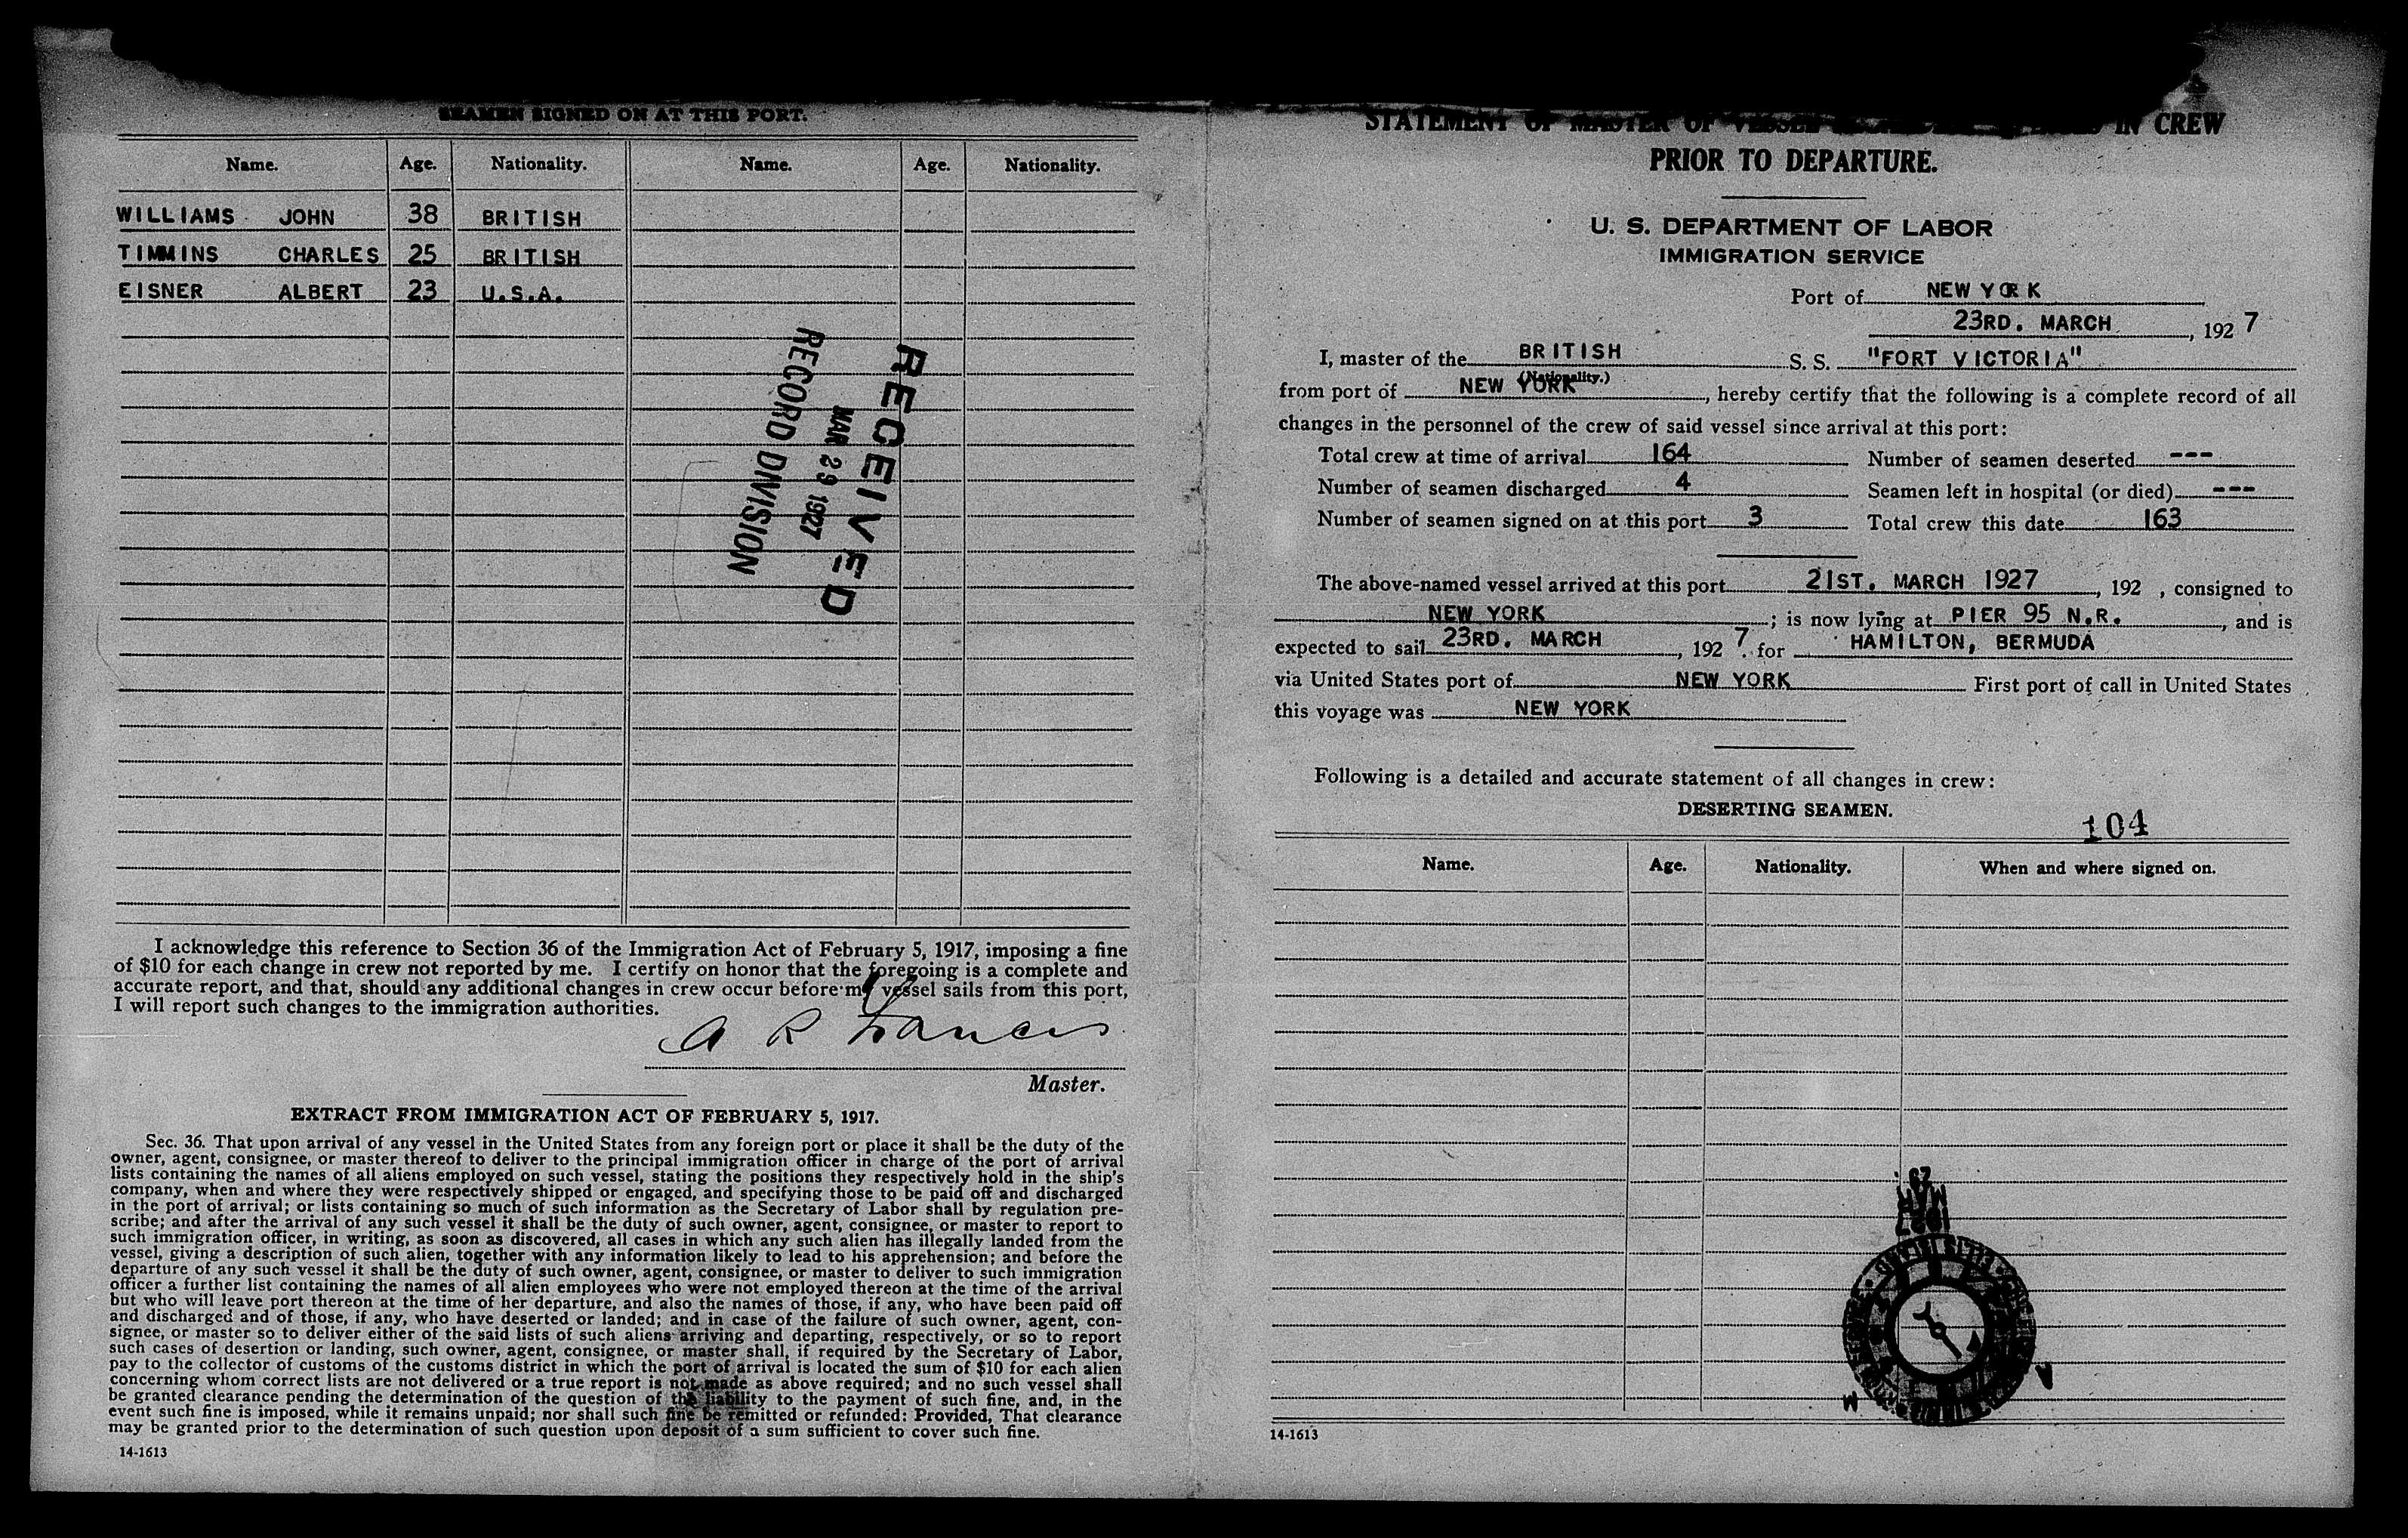 SEAMEN SIGNED ON AT THIS PORT.
Name. Age. Nationality. Name. Age. Nationality.
WILLIAMS JOHN 38 BRITISH
TIMMINS CHARLES 25 BRITISH
EISNER ALBERT 23 U.S.A.
RECEIVED
MAR 29 1927
RECORD DIVISION
I acknowledge this reference to Section 36 of the Immigration Act of February 5, 1917, imposing a fine
of $10 for each change in crew not reported by me. I certify on honor that the foregoing is a complete and
accurate report, and that, should any additional changes in crew occur before my vessel sails from this port,
I will report such changes to the immigration authorities.
A R Francis
Master.
EXTRACT FROM IMMIGRATION ACT OF FEBRUARY 5, 1917.
Sec. 36. That upon arrival of any vessel in the United States from any foreign port or place it shall be the duty of the
owner, agent, consignee, or master thereof to deliver to the principal immigration officer in charge of the port of arrival
lists containing the names of all aliens employed on such vessel, stating the positions they respectively hold in the ship's
company, when and where they were respectively shipped or engaged, and specifying those to be paid off and discharged
in the port of arrival; or lists containing so much of such information as the Secretary of Labor shall by regulation pre-
scribe; and after the arrival of any such vessel it shall be the duty of such owner, agent, consignee, or master to report to
such immigration officer, in writing, as soon as discovered, all cases in which any such alien has illegally landed from the
vessel, giving a description of such alien, together with any information likely to lead to his apprehension; and before the
departure of any such vessel it shall be the duty of such owner, agent, consignee, or master to deliver to such immigration
officer a further list containing the names of all alien employees who were not employed thereon at the time of the arrival
but who will leave port thereon at the time of her departure, and also the names of those, if any, who have been paid off
and discharged and of those, if any, who have deserted or landed; and in case of the failure of such owner, agent, con-
signee, or master so to deliver either of the said lists of such aliens arriving and departing, respectively, or so to report
such cases of desertion or landing, such owner, agent, consignee, or master shall, if required by the Secretary of Labor,
pay to the collector of customs of the customs district in which the port of arrival is located the sum of $10 for each alien
concerning whom correct lists are not delivered or a true report is not made as above required; and no such vessel shall
be granted clearance pending the determination of the question of the liability to the payment of such fine, and, in the
event such fine is imposed, while it remains unpaid; nor shall such fine be remitted or refunded: Provided, That clearance
may be granted prior to the determination of such question upon deposit of a sum sufficient to cover such fine.
14-1613
STATEMENT OF MASTER OF VESSEL IN CREW
PRIOR TO DEPARTURE.
U. S. DEPARTMENT OF LABOR
IMMIGRATION SERVICE
Port of NEW YORK
23RD. MARCH, 1927
I, master of the BRITISH S. S. "FORT VICTORIA"
(Nationality.)
from port of NEW YORK, hereby certify that the following is a complete record of all
changes in the personnel of the crew of said vessel since arrival at this port:
Total crew at time of arrival 164 Number of seamen deserted ---
Number of seamen discharged 4 Seamen left in hospital (or died) ---
Number of seamen signed on at this port 3 Total crew this date 163
The above-named vessel arrived at this port 21ST. MARCH 1927, 192 , consigned to
NEW YORK; is now lying at PIER 95 N.R., and is
expected to sail 23RD. MARCH, 1927. for HAMILTON, BERMUDA
via United States port of NEW YORK First port of call in United States
this voyage was NEW YORK
Following is a detailed and accurate statement of all changes in crew:
DESERTING SEAMEN.
104
Name. Age. Nationality. When and where signed on.
MAR
1927
14-1613